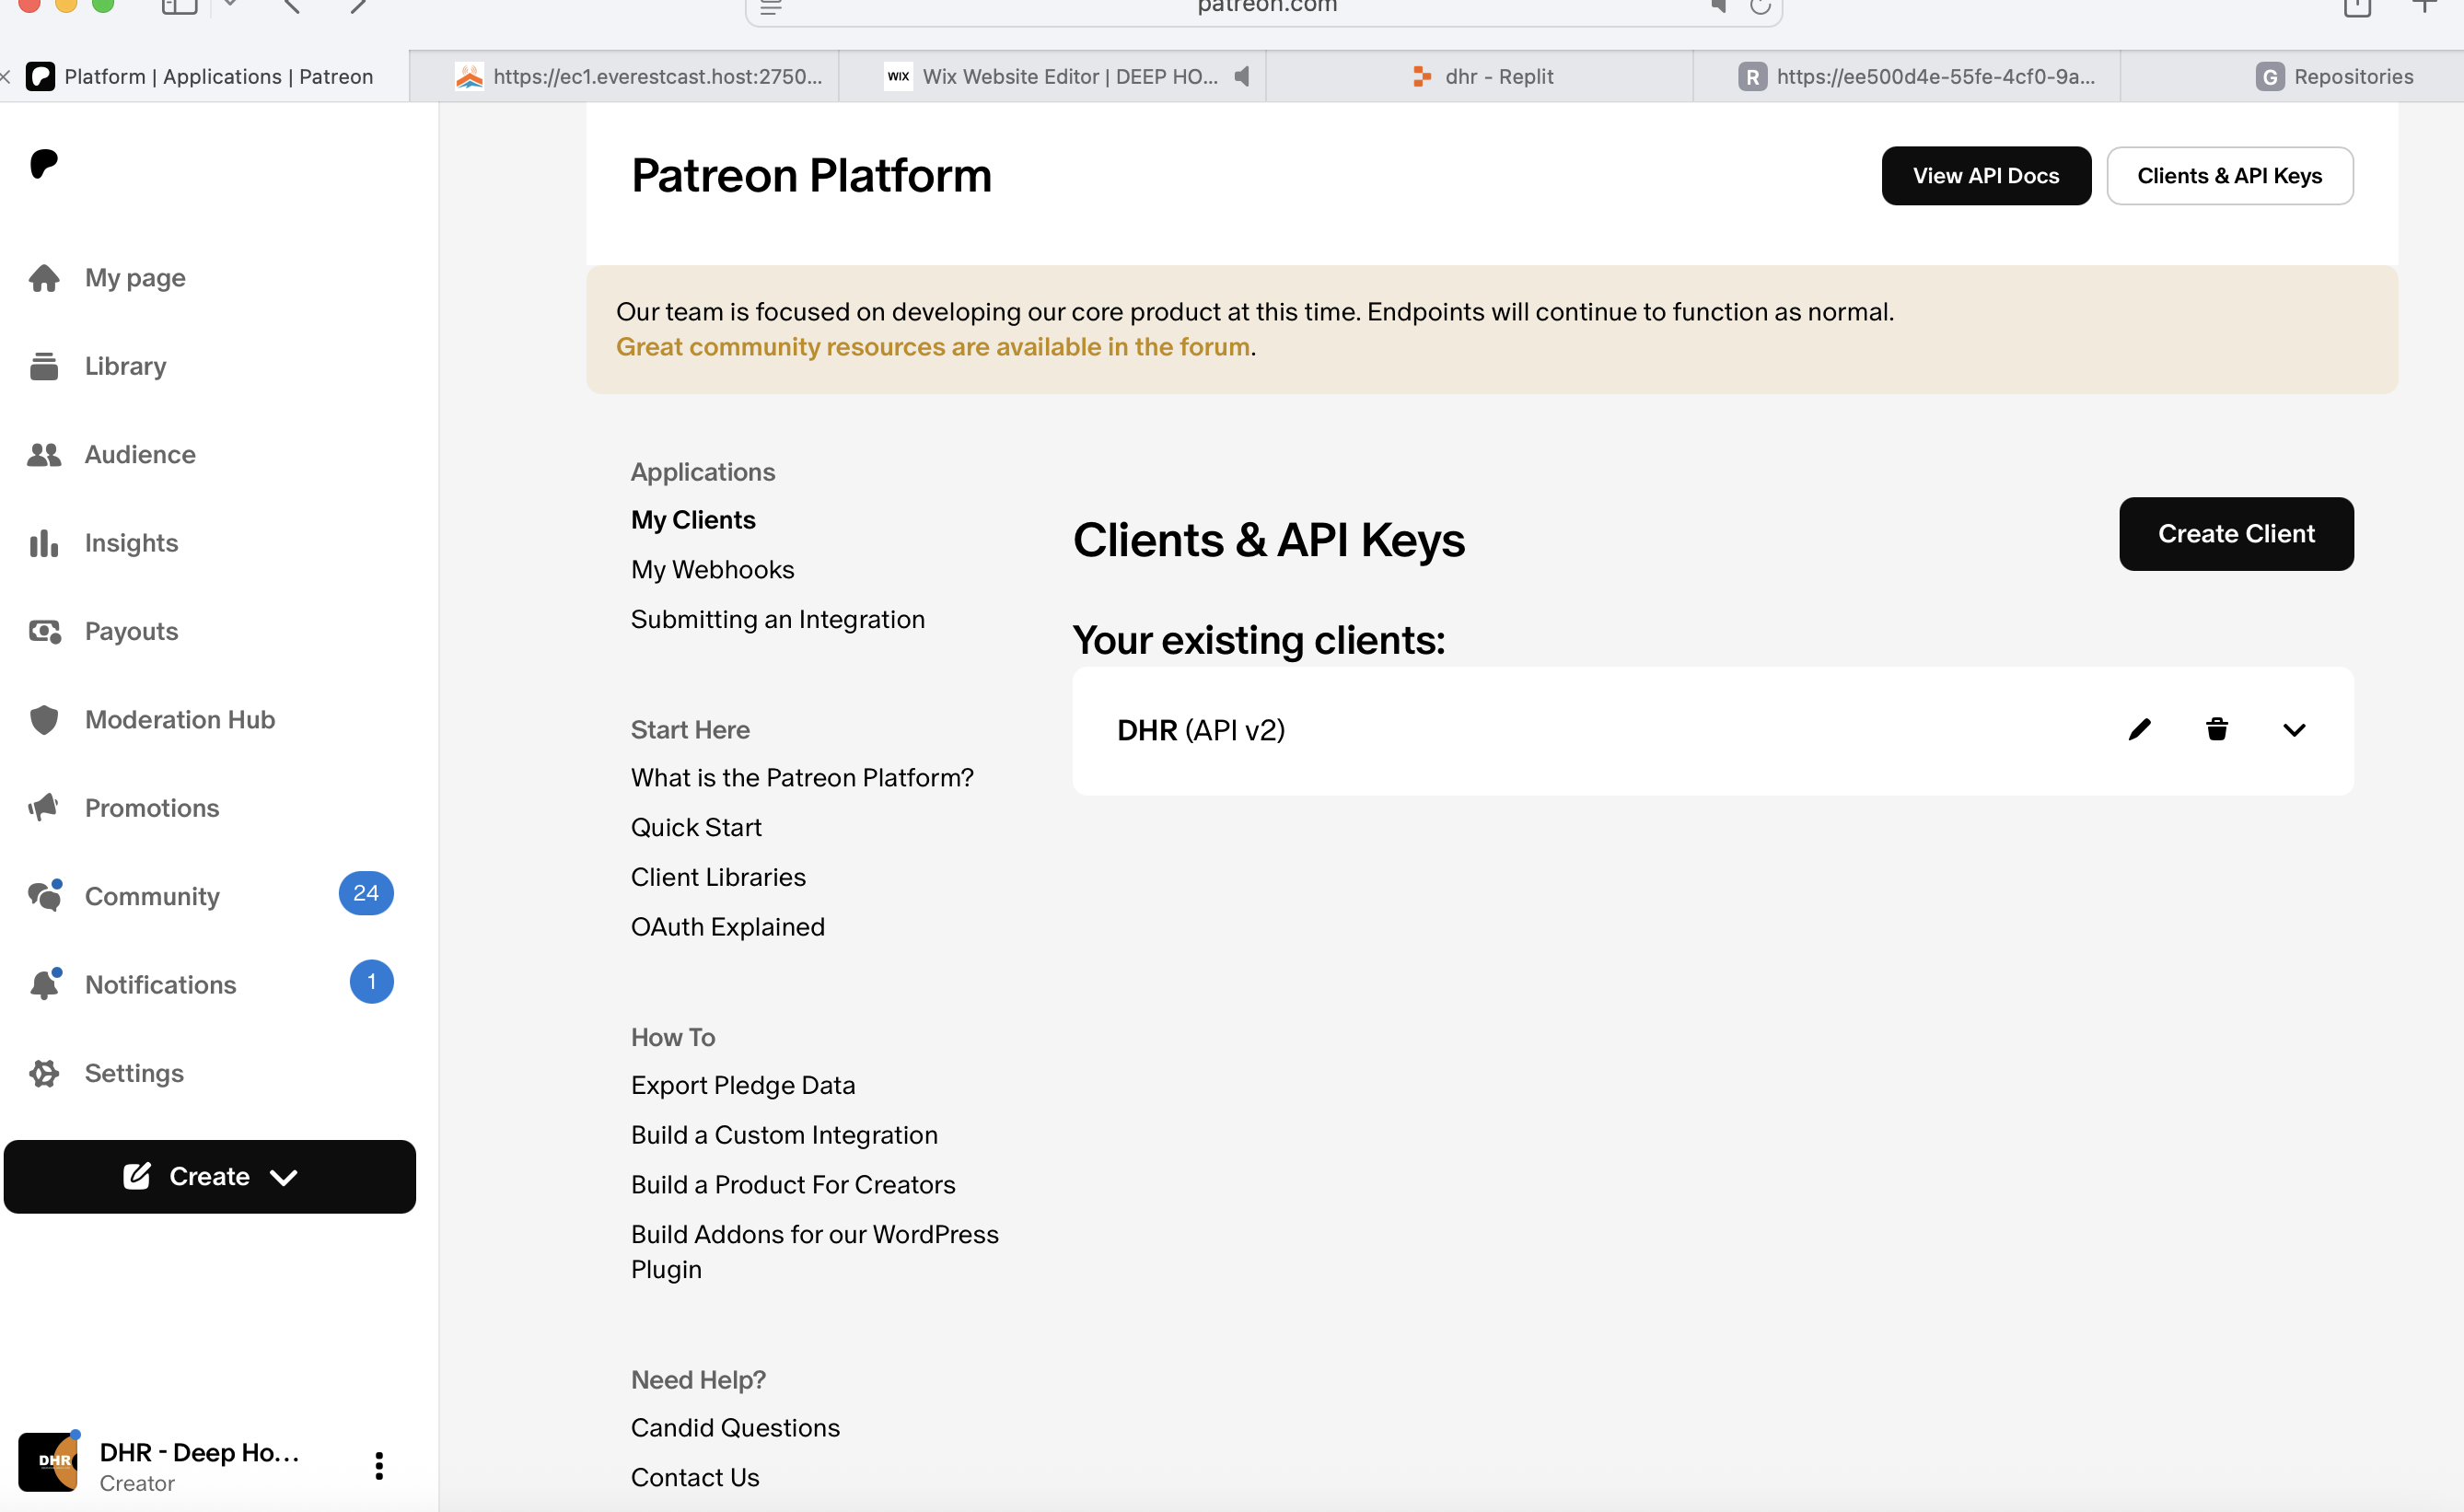 patreon.com
Platform | Applications | Patreon
https://ec1.everestcast.host:2750...
WIX
Wix Website Editor | DEEP HO...
dhr - Replit
R
https://ee500d4e-55fe-4cf0-9a...
G
Repositories
My page
Library
Audience
Insights
Payouts
Moderation Hub
Promotions
Community
24
Notifications
1
Settings
Create
DHR
DHR - Deep Ho...
Creator
Patreon Platform
View API Docs
Clients & API Keys
Our team is focused on developing our core product at this time. Endpoints will continue to function as normal.
Great community resources are available in the forum.
Applications
My Clients
My Webhooks
Submitting an Integration
Start Here
What is the Patreon Platform?
Quick Start
Client Libraries
OAuth Explained
How To
Export Pledge Data
Build a Custom Integration
Build a Product For Creators
Build Addons for our WordPress
Plugin
Need Help?
Candid Questions
Contact Us
Clients & API Keys
Create Client
Your existing clients:
DHR (API v2)